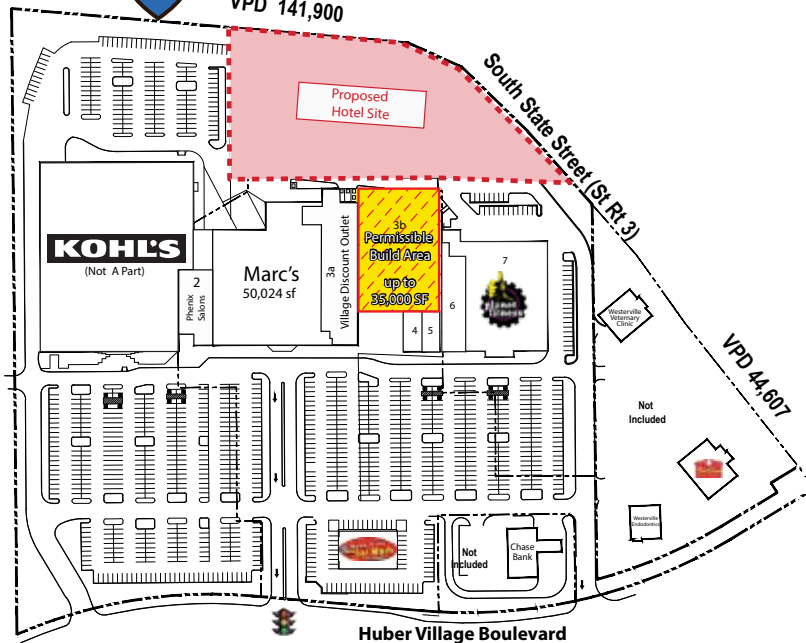 VPD 141,900
South State Street (St Rt 3)
Proposed
Hotel Site
KOHL'S
(Not A Part)
2
Phenix
Salons
Marc's
50,024 sf
3a
Village Discount Outlet
3b
Permissible
Build Area
up to
35,000 SF
4
5
6
7
Westerville
Veternary
Clinic
VPD 44,607
Not
Included
Westerville
Endodontics
Not
Included
Chase
Bank
Huber Village Boulevard